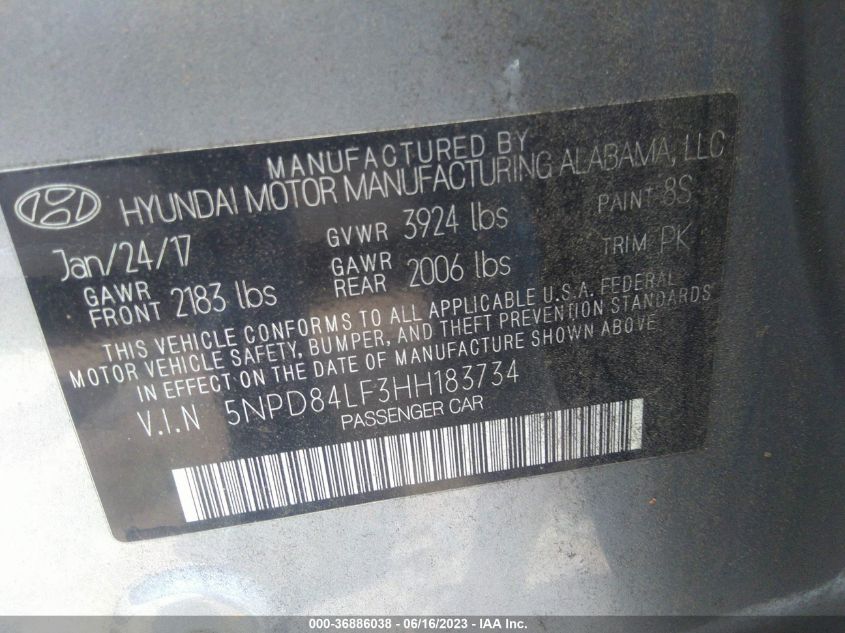 MANUFACTURED BY
HYUNDAI MOTOR MANUFACTURING ALABAMA, LLC
Jan/24/17 GVWR 3924 lbs PAINT 8S
GAWR FRONT 2183 lbs GAWR REAR 2006 lbs TRIM PK
THIS VEHICLE CONFORMS TO ALL APPLICABLE U.S.A. FEDERAL
MOTOR VEHICLE SAFETY, BUMPER, AND THEFT PREVENTION STANDARDS
IN EFFECT ON THE DATE OF MANUFACTURE SHOWN ABOVE
V.I.N 5NPD84LF3HH183734
PASSENGER CAR
000-36886038 - 06/16/2023 - IAA Inc.